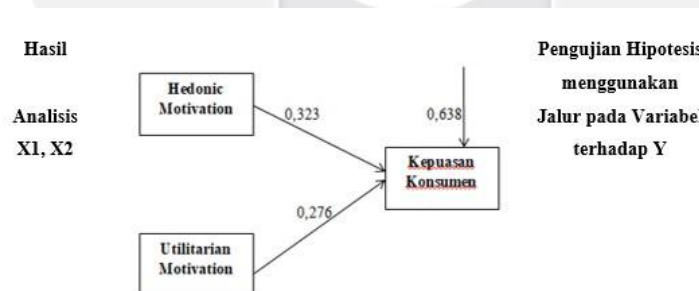 Hasil
Pengujian Hipotesis
menggunakan
Analisis
Jalur pada Variabel
X1, X2
terhadap Y
Hedonic
Motivation
0,323
0,638
Kepuasan
Konsumen
0,276
Utilitarian
Motivation